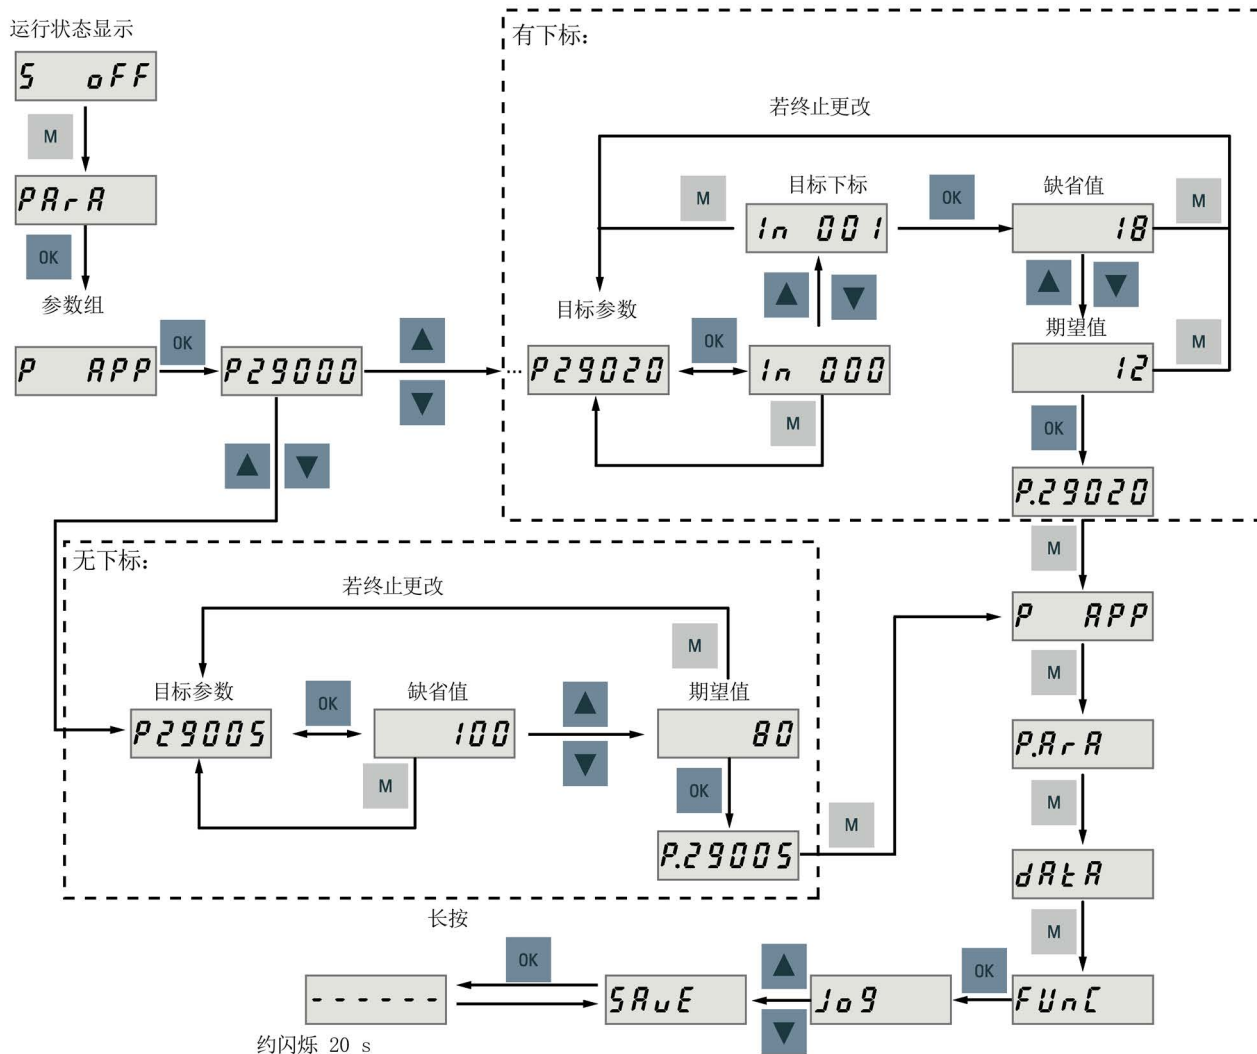 运行状态显示
S oFF
M
PArA
OK
参数组
P APP
OK
P29000
有下标：
若终止更改
M
目标下标
In 001
OK
缺省值
18
M
目标参数
...P29020
OK
In 000
M
期望值
12
M
OK
P.29020
M
P APP
M
P.ArA
M
dAtA
M
FUnC
无下标：
若终止更改
M
目标参数
P29005
OK
缺省值
100
M
期望值
80
OK
P.29005
M
长按
OK
Jog
SAvE
OK
------
约闪烁 20 s